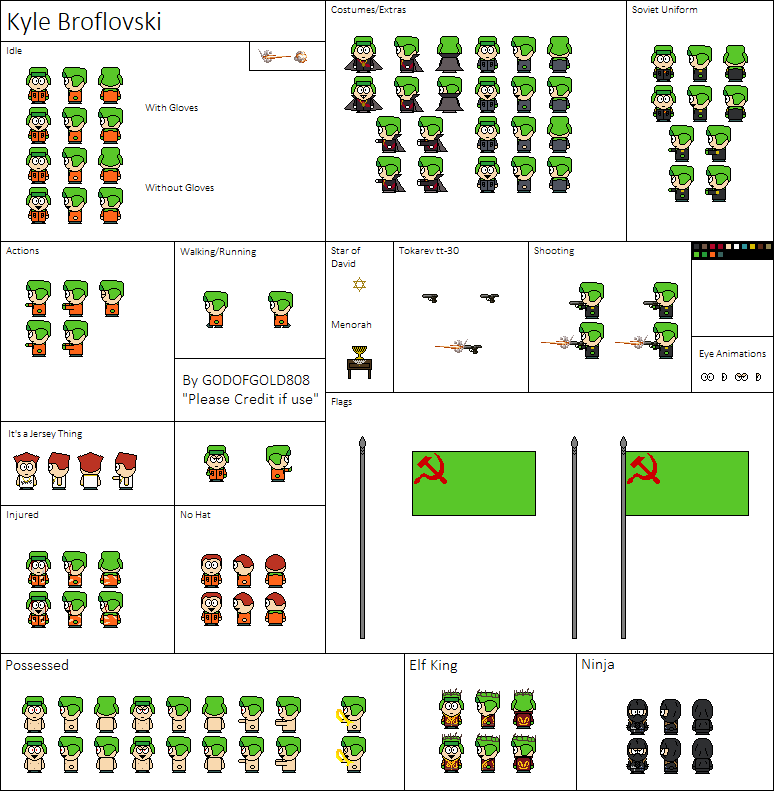 Kyle Broflovski
Costumes/Extras
Soviet Uniform
Idle
With Gloves
Without Gloves
Actions
Walking/Running
Star of
David
Tokarev tt-30
Shooting
Menorah
Eye Animations
By GODOFGOLD808
"Please Credit if use"
Flags
It's a Jersey Thing
Injured
No Hat
Possessed
Elf King
Ninja